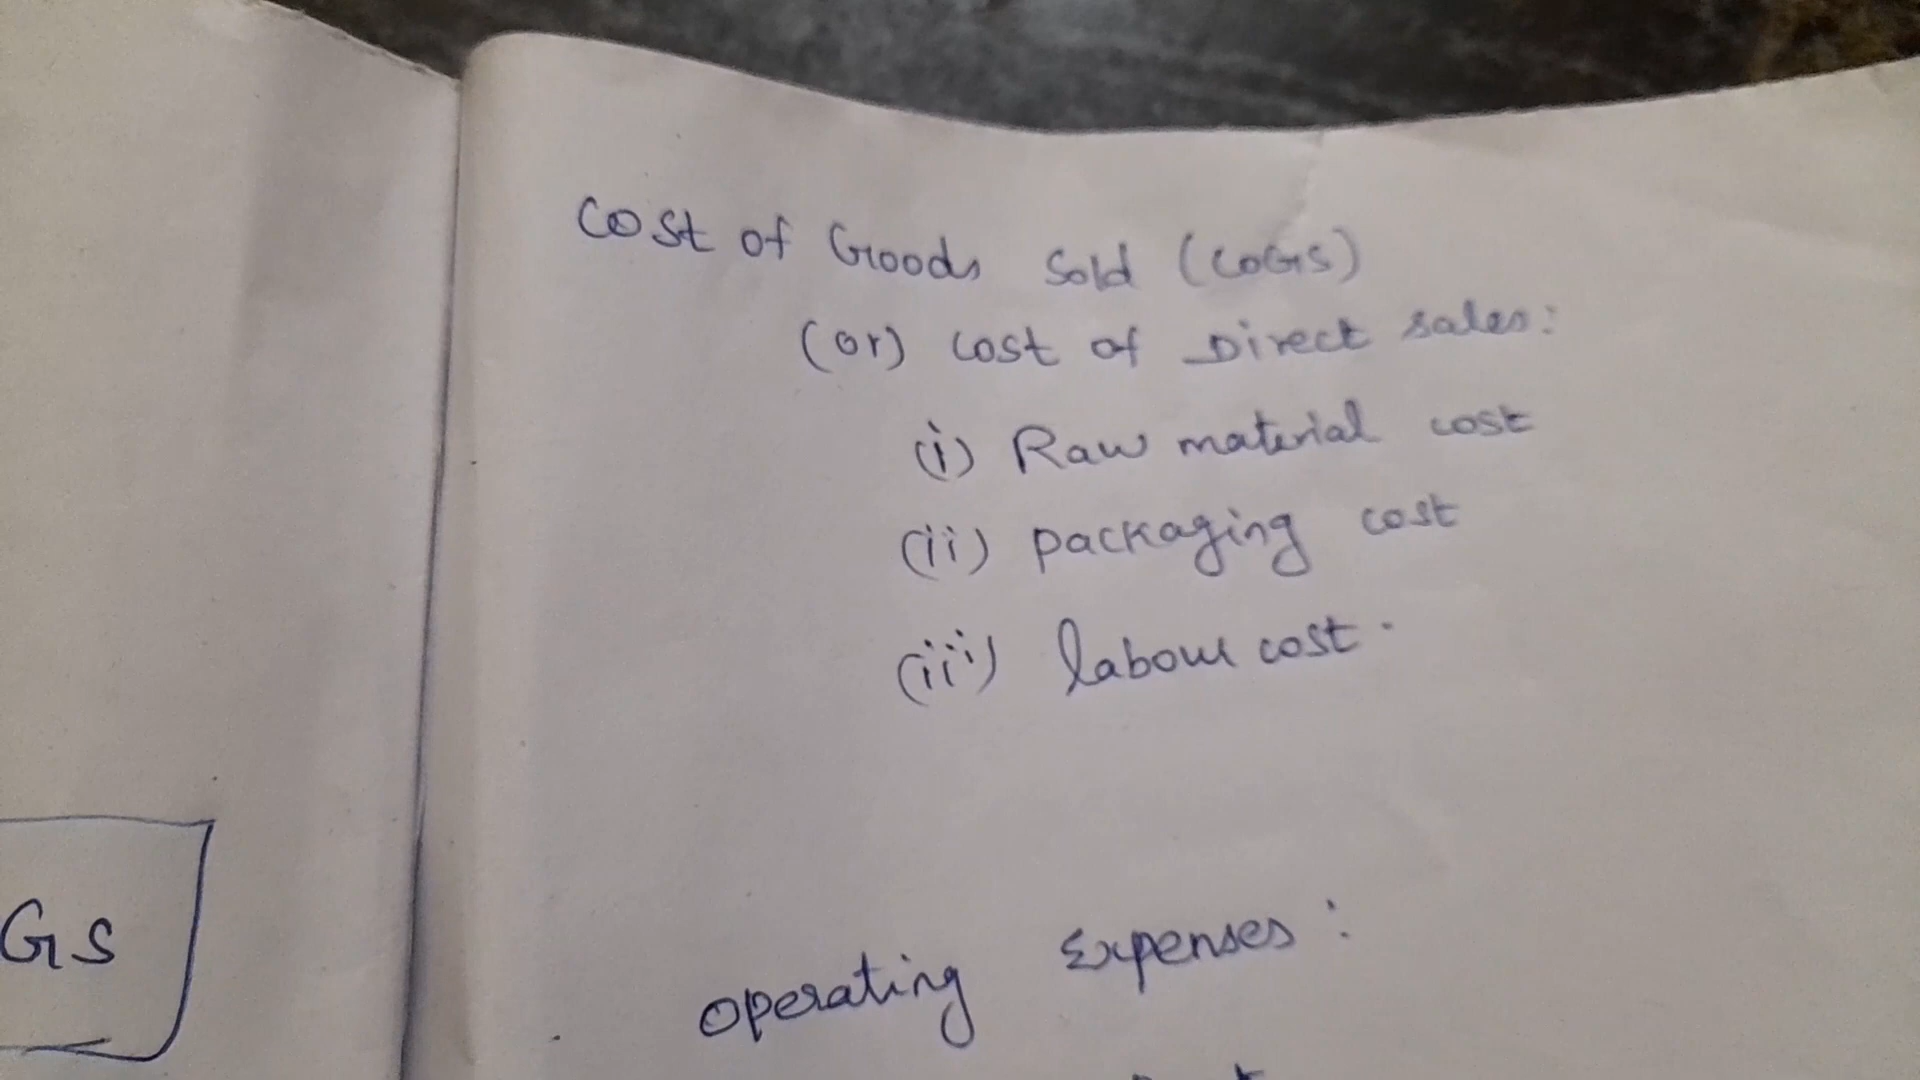 Cost of Goods Sold (COGS)
(or) cost of Direct sales:
(i) Raw material cost
(ii) packaging cost
(iii) labour cost.
GS
operating Expenses: